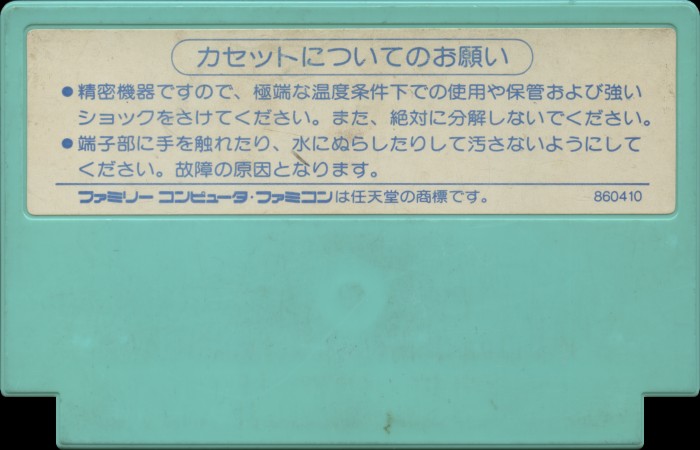 カセットについてのお願い
●精密機器ですので、極端な温度条件下での使用や保管および強い
ショックをさけてください。また、絶対に分解しないでください。
●端子部に手を触れたり、水にぬらしたりして汚さないようにして
ください。故障の原因となります。
ファミリー コンピュータ・ファミコンは任天堂の商標です。 860410